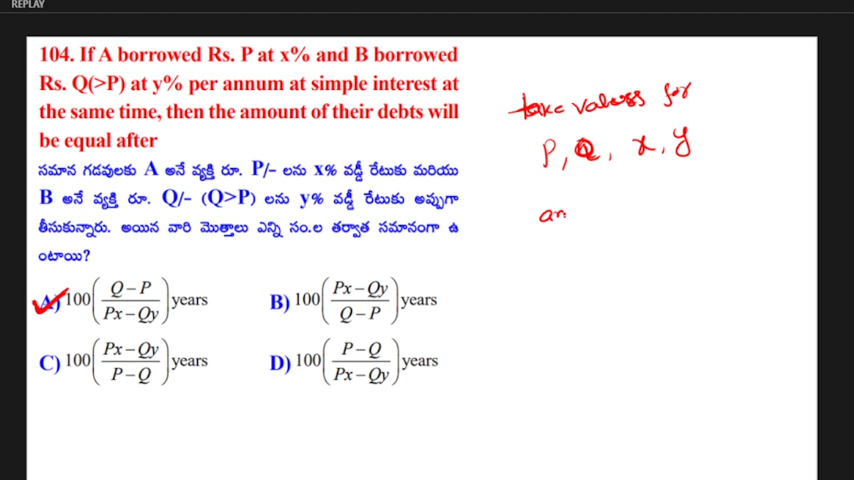 REPLAY
104. If A borrowed Rs. P at x% and B borrowed
Rs. Q(>P) at y% per annum at simple interest at
the same time, then the amount of their debts will
be equal after
సమాన గడవులకు A అనే వ్యక్తి రూ. P/- లను x% వడ్డీ రేటుకు మరియు
B అనే వ్యక్తి రూ. Q/- (Q>P) లను y% వడ్డీ రేటుకు అప్పుగా
తీసుకున్నారు. అయిన వారి మొత్తాలు ఎన్ని సం.ల తర్వాత సమానంగా ఉ
ంటాయి?
A) 100(Q – P / Px – Qy) years
B) 100(Px – Qy / Q – P) years
C) 100(Px – Qy / P – Q) years
D) 100(P – Q / Px – Qy) years
take values for
P, Q, x, y
an